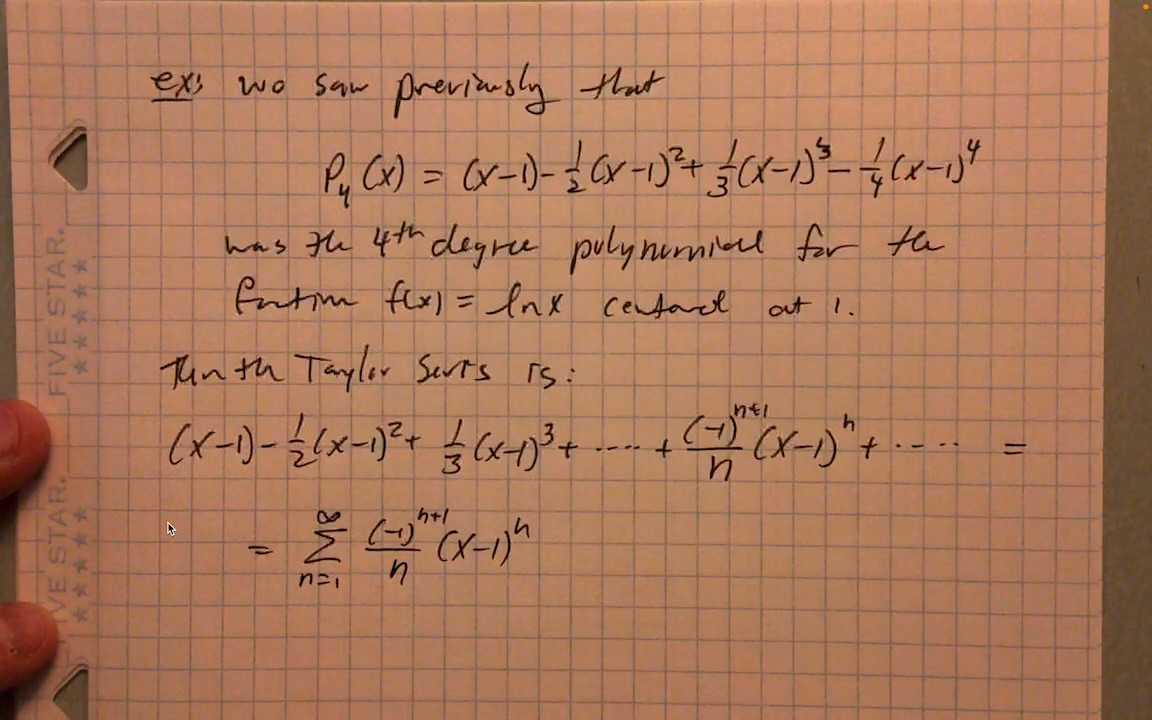 ex: we saw previously that
P₄(x) = (x-1) - 1/2(x-1)² + 1/3(x-1)³ - 1/4(x-1)⁴
was the 4th degree polynomial for the
function f(x) = ln x centered at 1.
Then the Taylor Series is:
(x-1) - 1/2(x-1)² + 1/3(x-1)³ + ..... + (-1)ⁿ⁺¹/n (x-1)ⁿ + ..... =
= ∑_{n=1}^{∞} (-1)ⁿ⁺¹/n (x-1)ⁿ
FIVE STAR.
FIVE STAR.